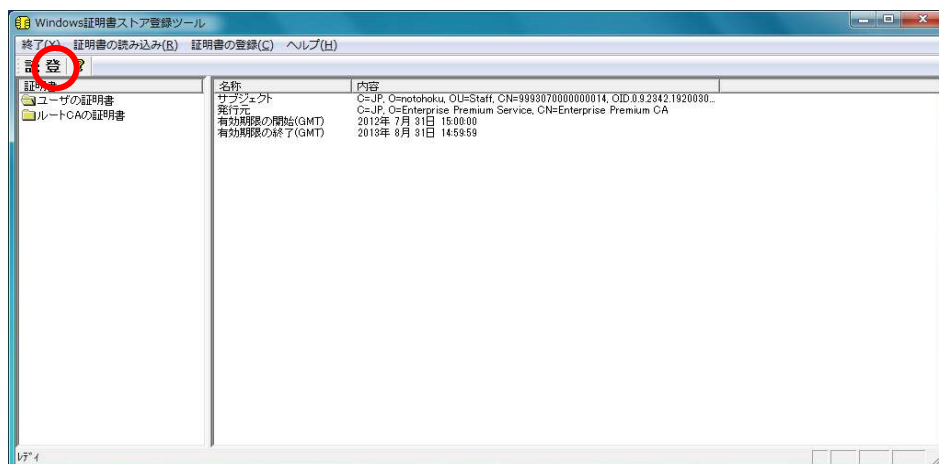 Windows証明書ストア登録ツール
終了(X) 証明書の読み込み(R) 証明書の登録(C) ヘルプ(H)
登 ?
証明書 名称 内容
ユーザの証明書 サブジェクト C=JP, O=notohoku, OU=Staff, CN=9993070000000014, OID.0.9.2342.1920030...
ルートCAの証明書 発行元 C=JP, O=Enterprise Premium Service, CN=Enterprise Premium CA
有効期限の開始(GMT) 2012年 7月 31日 15:00:00
有効期限の終了(GMT) 2013年 8月 31日 14:59:59
レディ